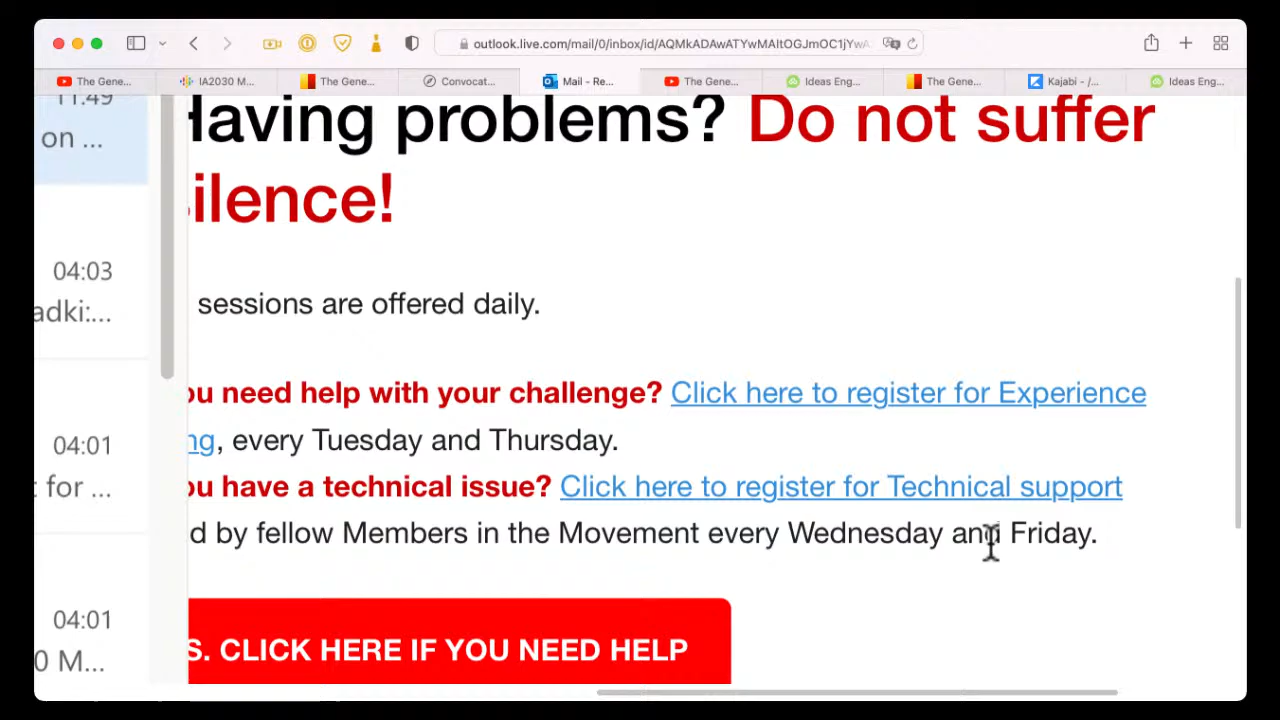 outlook.live.com/mail/0/inbox/id/AQMkADAwATYwMAItOGJmOC1jYwA
The Gene...
IA2030 M...
The Gene...
Convocat...
Mail - Re...
The Gene...
Ideas Eng...
The Gene...
Kajabi - /...
Ideas Eng...
11:49
on ...
04:03
adki:...
04:01
for ...
04:01
0 M...
Having problems? Do not suffer
silence!
sessions are offered daily.
ou need help with your challenge? Click here to register for Experience
ng, every Tuesday and Thursday.
ou have a technical issue? Click here to register for Technical support
d by fellow Members in the Movement every Wednesday and Friday.
S. CLICK HERE IF YOU NEED HELP